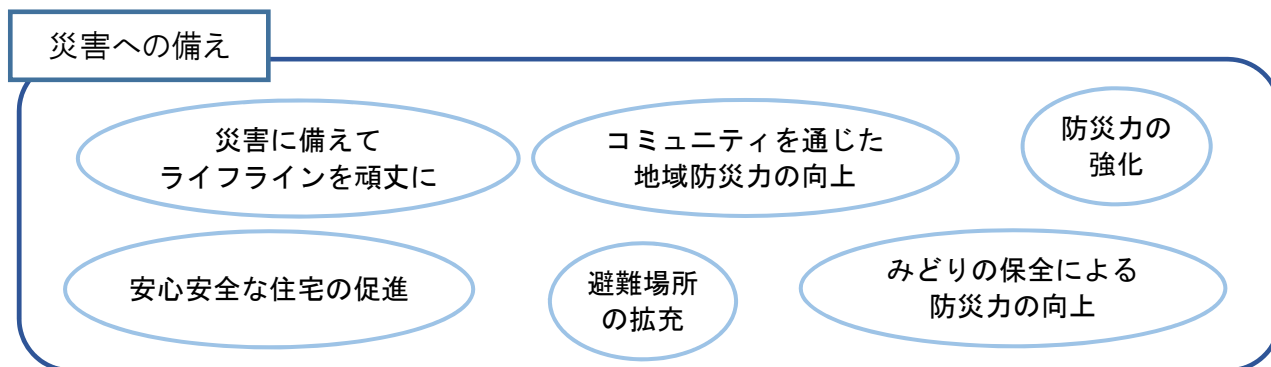 災害への備え
災害に備えて
ライフラインを頑丈に
コミュニティを通じた
地域防災力の向上
防災力の
強化
安心安全な住宅の促進
避難場所
の拡充
みどりの保全による
防災力の向上